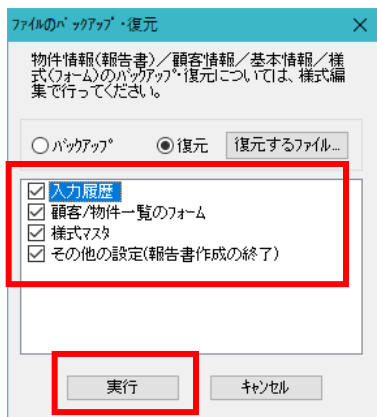 ファイルのバックアップ・復元
物件情報(報告書)／顧客情報／基本情報／様
式(フォーム)のバックアップ・復元については、様式編
集で行ってください。
バックアップ 復元 復元するファイル...
入力履歴
顧客/物件一覧のフォーム
様式マスタ
その他の設定(報告書作成の終了)
実行 キャンセル